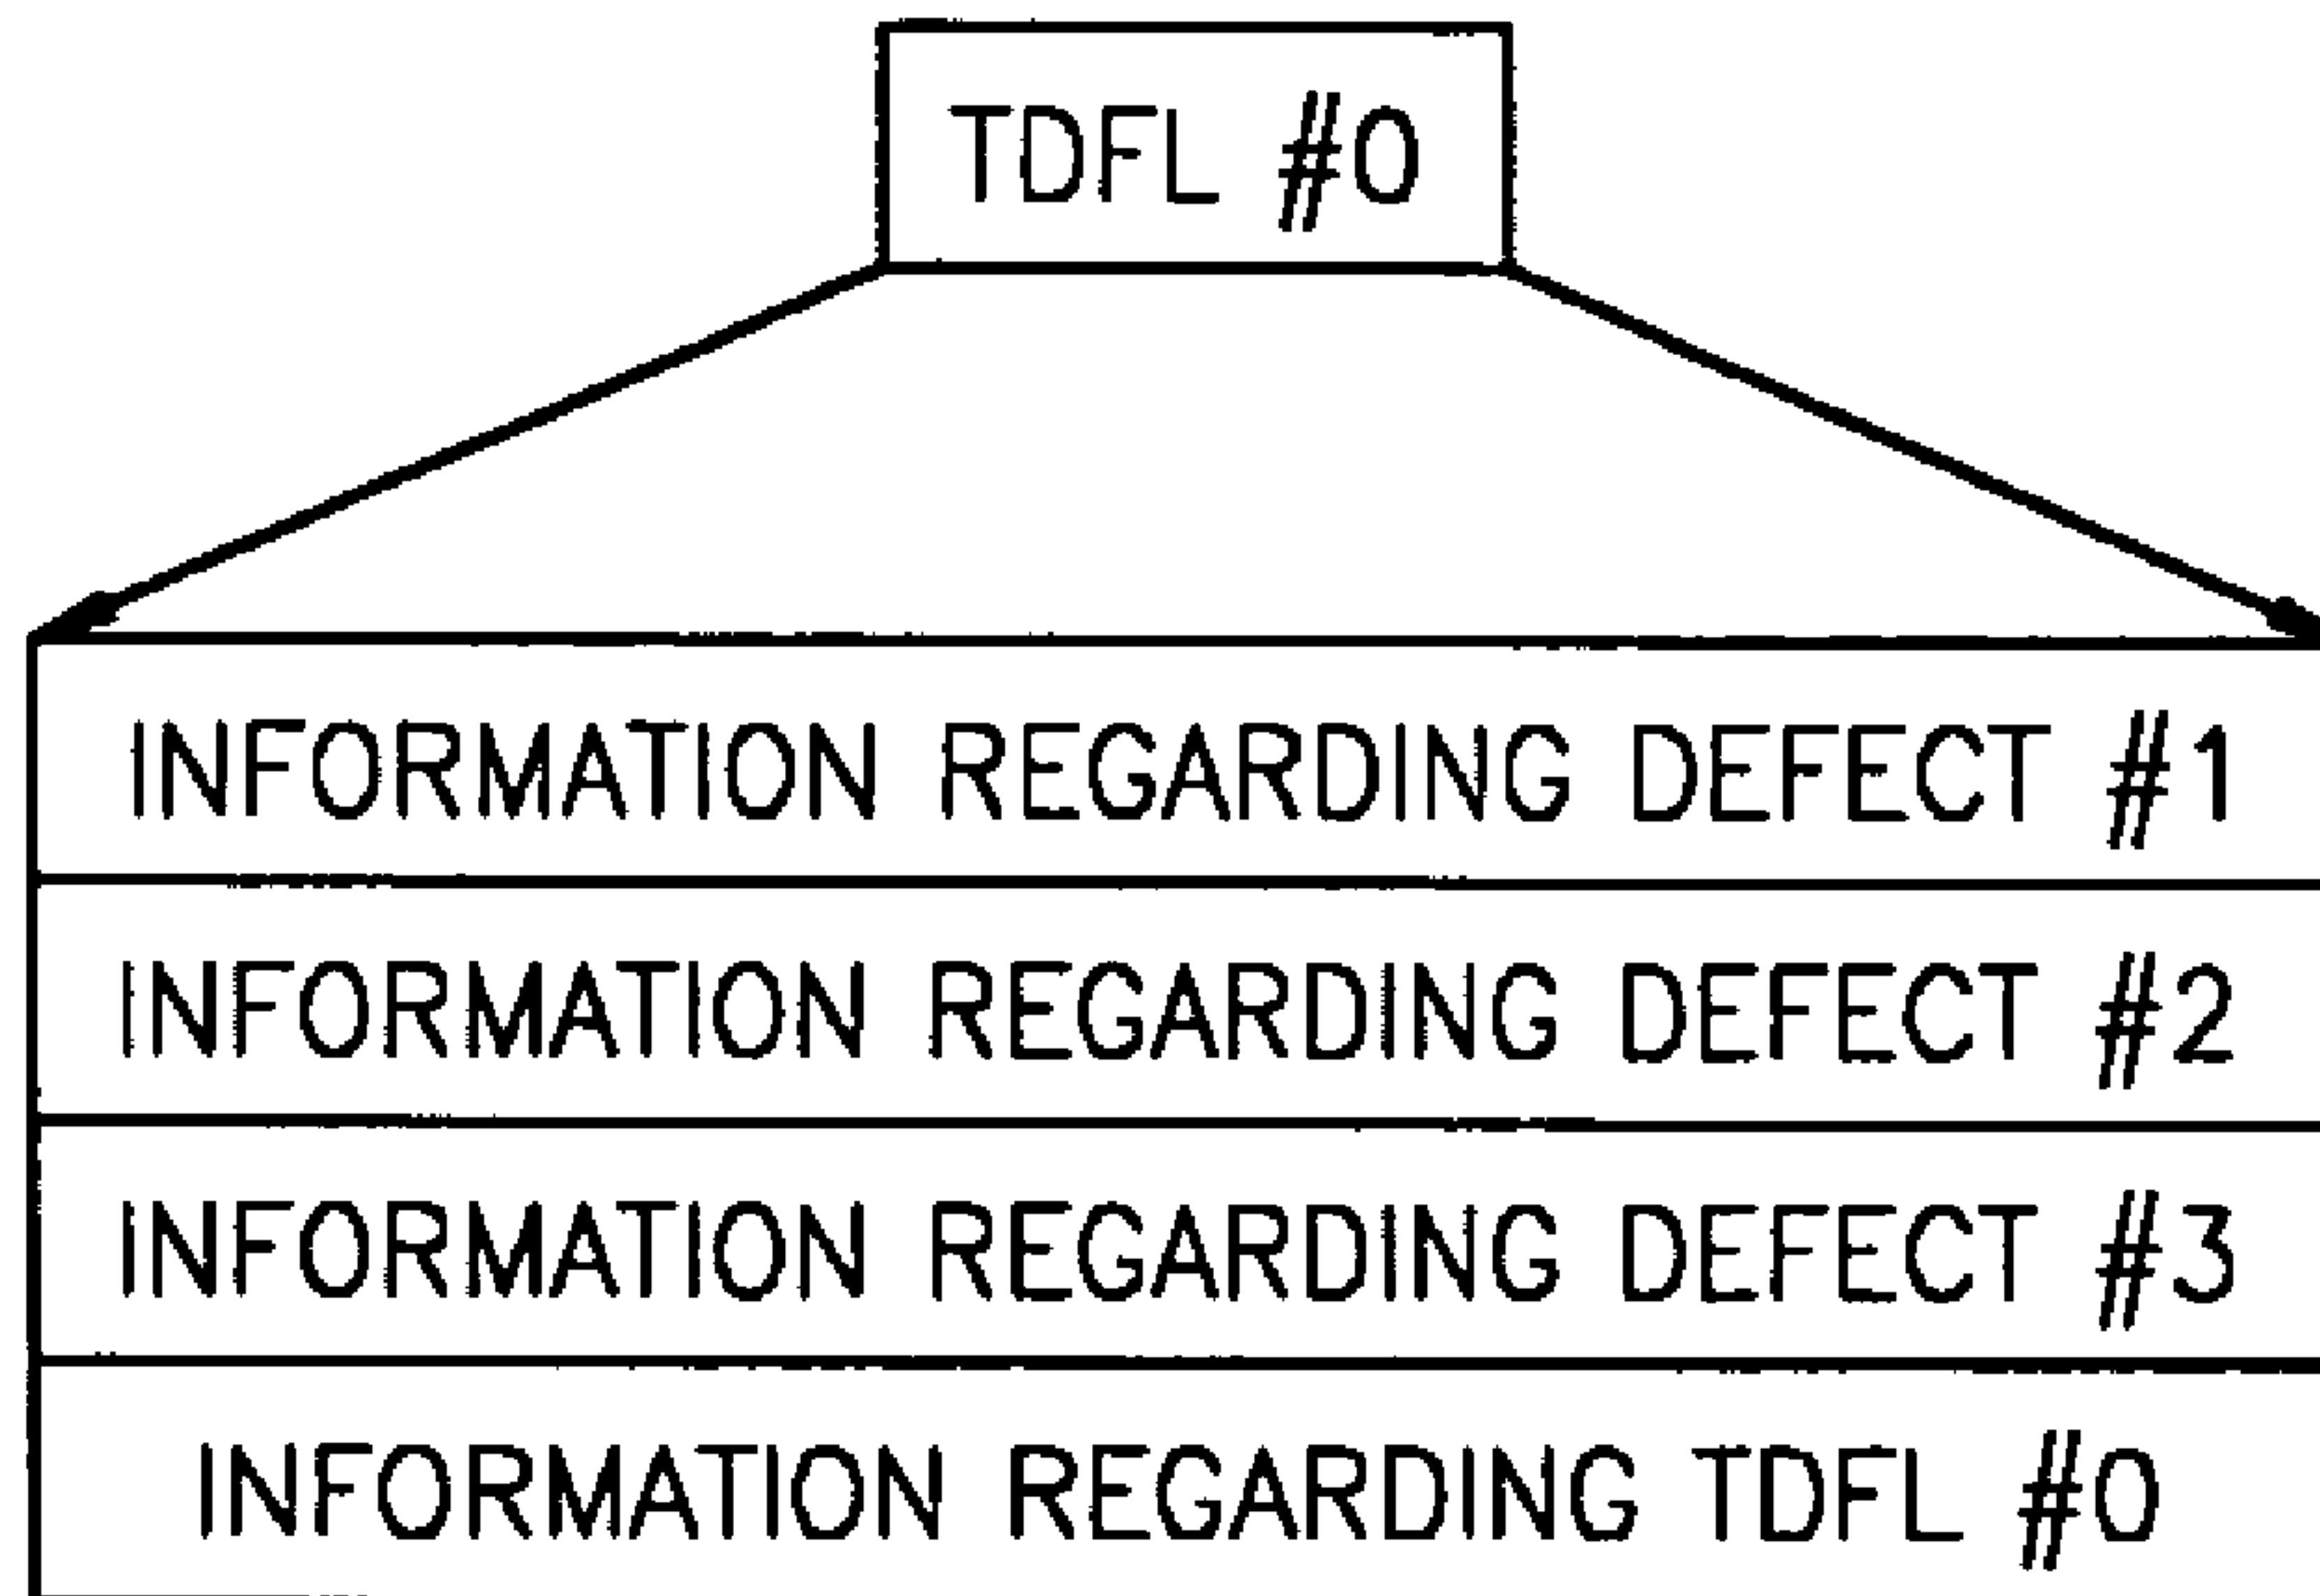 TDFL #0
INFORMATION REGARDING DEFECT #1
INFORMATION REGARDING DEFECT #2
INFORMATION REGARDING DEFECT #3
INFORMATION REGARDING TDFL #0